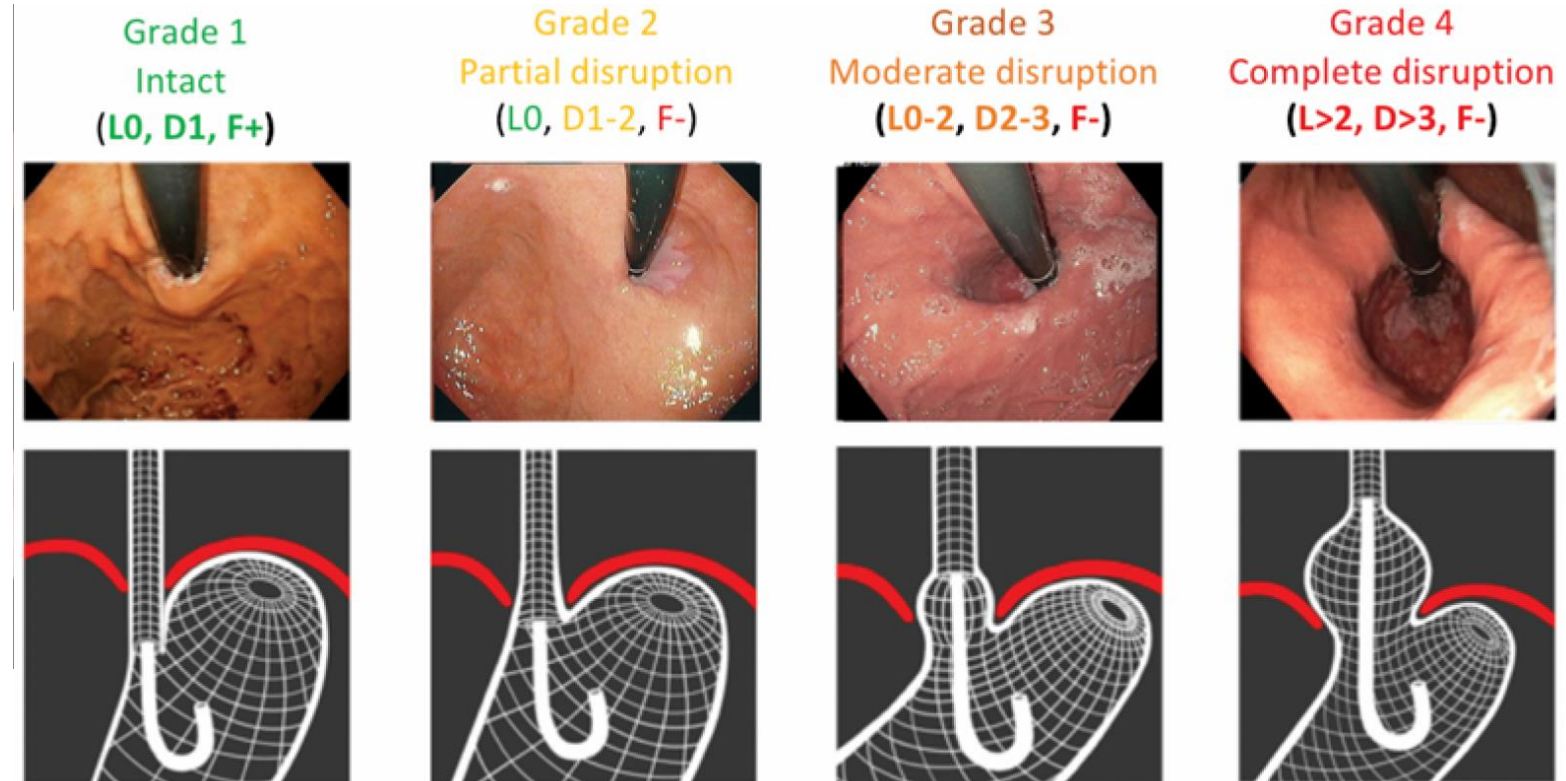 Grade 1
Intact
(L0, D1, F+)
Grade 2
Partial disruption
(L0, D1-2, F-)
Grade 3
Moderate disruption
(L0-2, D2-3, F-)
Grade 4
Complete disruption
(L>2, D>3, F-)